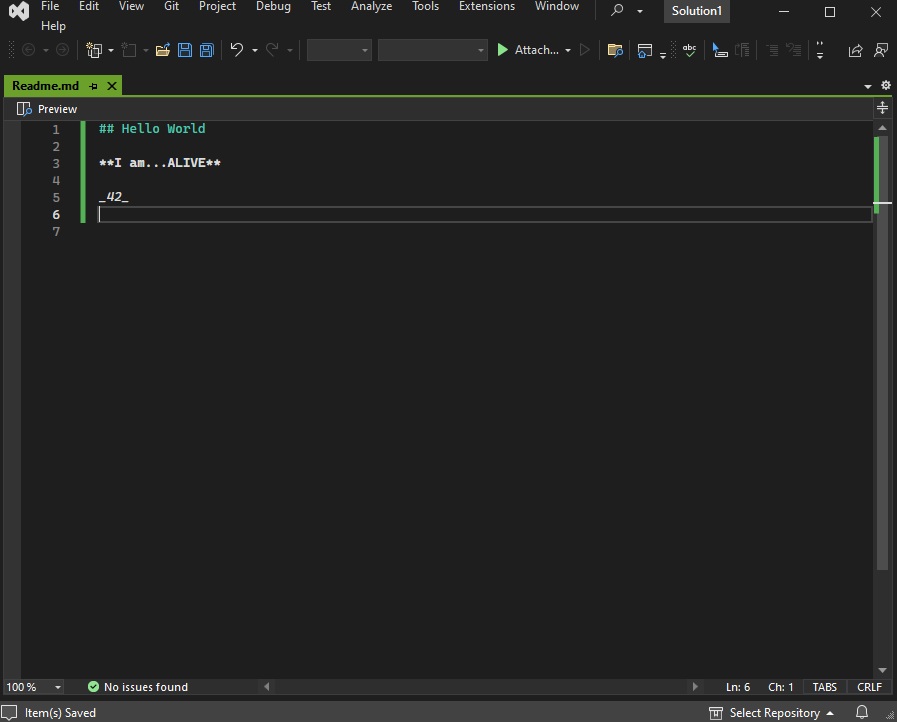 File Edit View Git Project Debug Test Analyze Tools Extensions Window Solution1
Help
Attach...
abc
Readme.md
Preview
1 ## Hello World
2
3 **I am...ALIVE**
4
5 _42_
6
7
100 % No issues found Ln: 6 Ch: 1 TABS CRLF
Item(s) Saved Select Repository